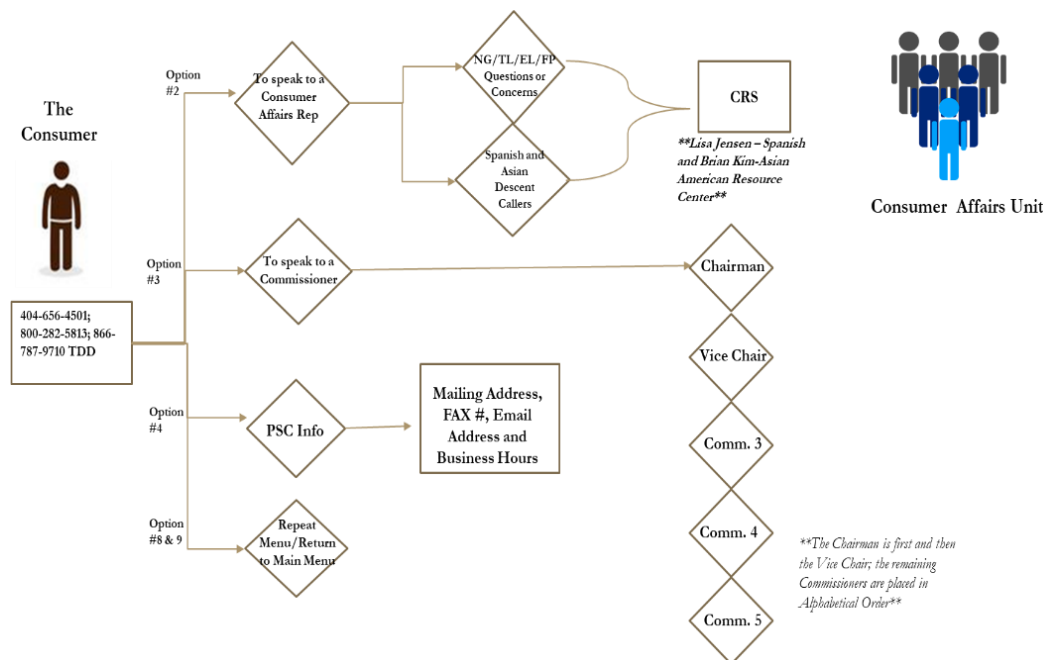 The
Consumer
404-656-4501;
800-282-5813; 866-
787-9710 TDD
Option
#2
To speak to a
Consumer
Affairs Rep
NG/TL/EL/FP
Questions or
Concerns
Spanish and
Asian
Descent
Callers
CRS
**Lisa Jensen – Spanish
and Brian Kim-Asian
American Resource
Center**
Consumer Affairs Unit
Option
#3
To speak to a
Commissioner
Chairman
Vice Chair
Comm. 3
Comm. 4
Comm. 5
**The Chairman is first and then
the Vice Chair; the remaining
Commissioners are placed in
Alphabetical Order**
Option
#4
PSC Info
Mailing Address,
FAX #, Email
Address and
Business Hours
Option
#8 & 9
Repeat
Menu/Return
to Main Menu